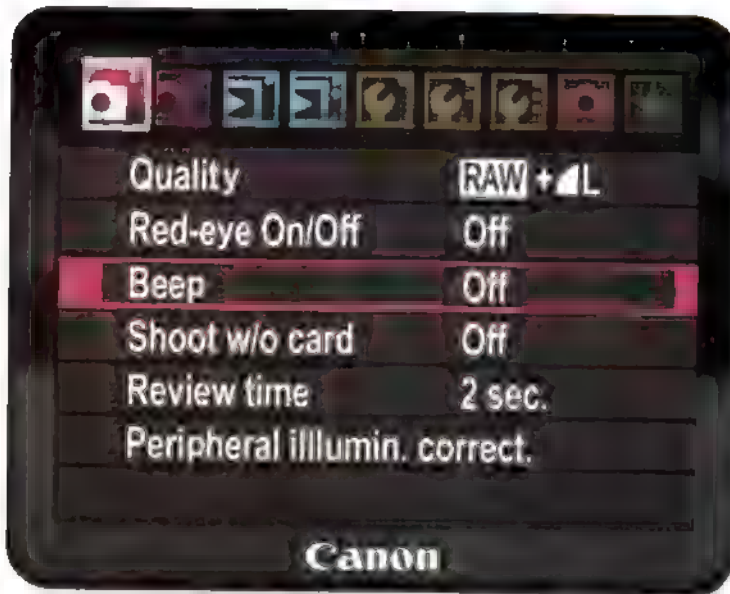 Quality RAW + L
Red-eye On/Off Off
Beep Off
Shoot w/o card Off
Review time 2 sec.
Peripheral illlumin. correct.
Canon